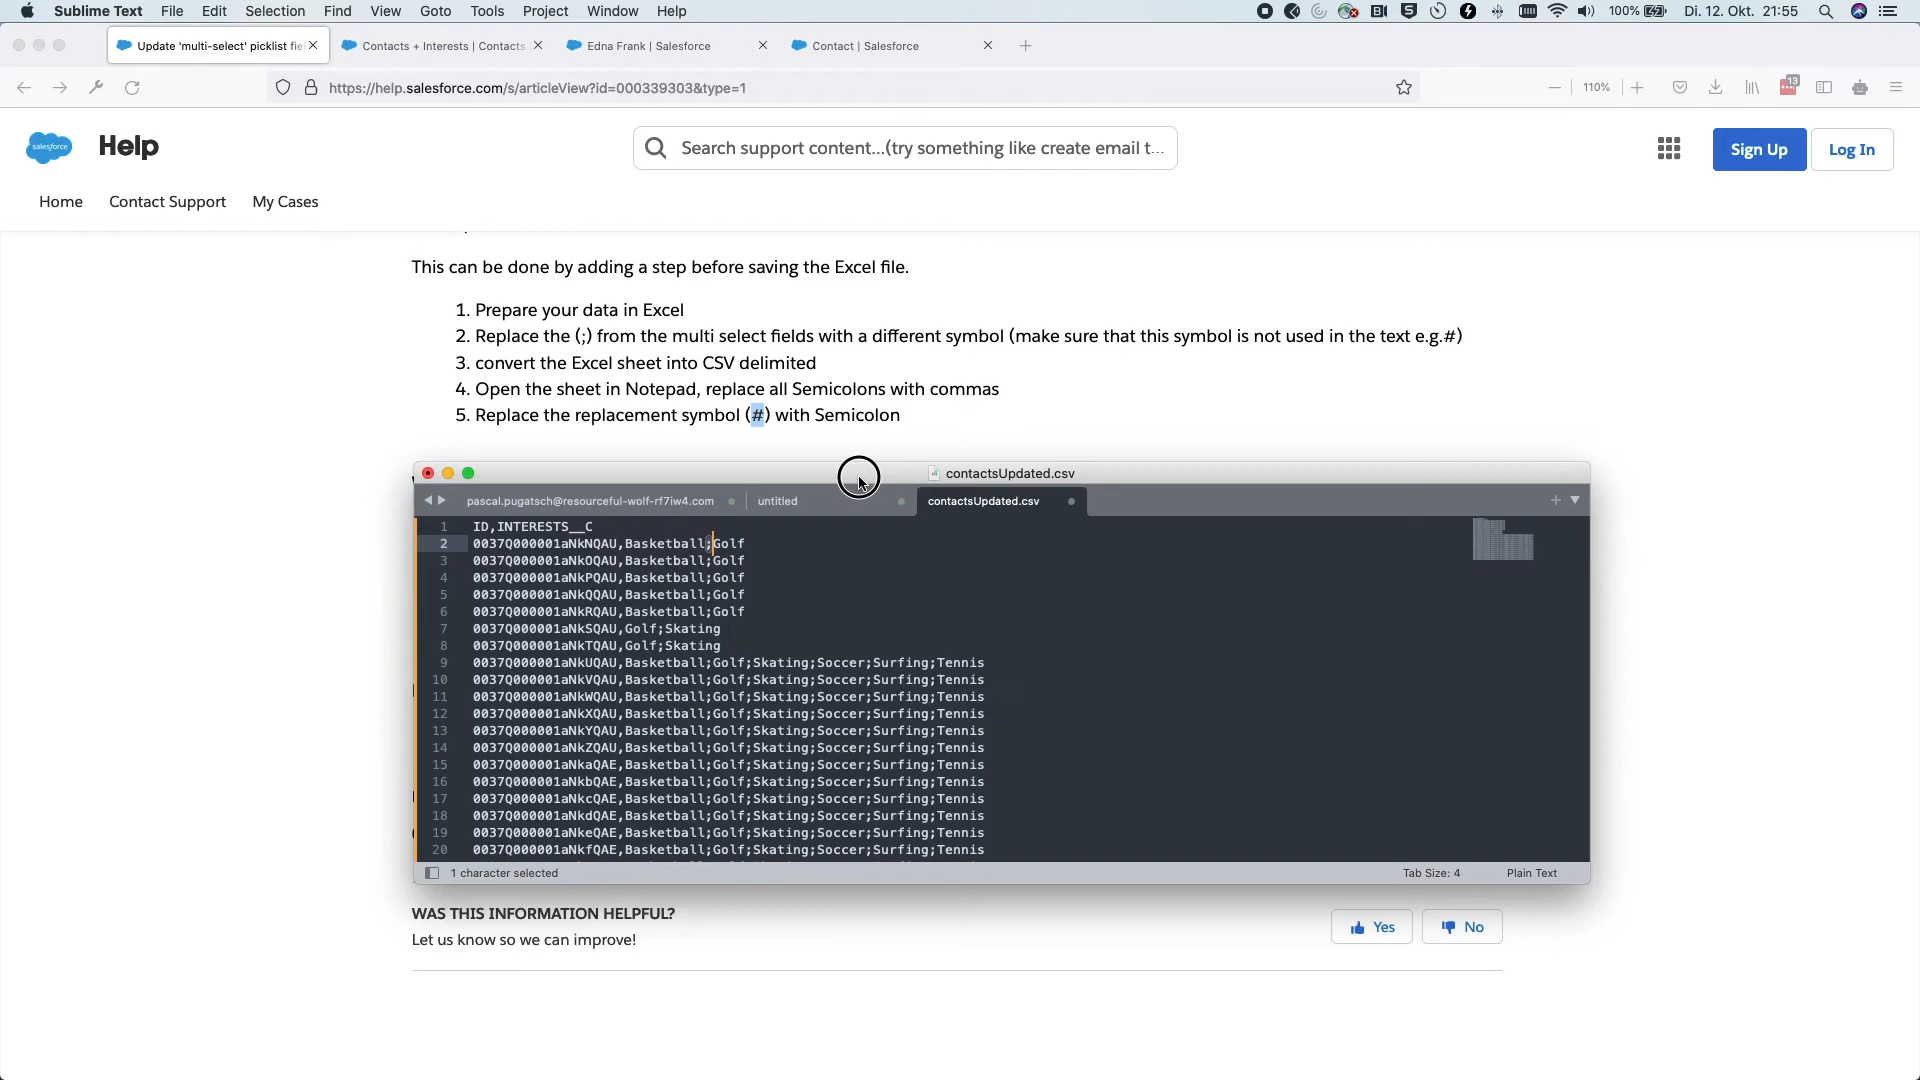 Sublime Text File Edit Selection Find View Goto Tools Project Window Help 100% Di. 12. Okt. 21:55
Update 'multi-select' picklist fie Contacts + Interests | Contacts Edna Frank | Salesforce Contact | Salesforce
https://help.salesforce.com/s/articleView?id=000339303&type=1 110% 13
salesforce Help Search support content...(try something like create email t... Sign Up Log In
Home Contact Support My Cases
This can be done by adding a step before saving the Excel file.
1. Prepare your data in Excel
2. Replace the (;) from the multi select fields with a different symbol (make sure that this symbol is not used in the text e.g.#)
3. convert the Excel sheet into CSV delimited
4. Open the sheet in Notepad, replace all Semicolons with commas
5. Replace the replacement symbol (#) with Semicolon
contactsUpdated.csv
pascal.pugatsch@resourceful-wolf-rf7iw4.com untitled contactsUpdated.csv
1 ID,INTERESTS__C
2 0037Q000001aNkNQAU,Basketball;Golf
3 0037Q000001aNkOQAU,Basketball;Golf
4 0037Q000001aNkPQAU,Basketball;Golf
5 0037Q000001aNkQQAU,Basketball;Golf
6 0037Q000001aNkRQAU,Basketball;Golf
7 0037Q000001aNkSQAU,Golf;Skating
8 0037Q000001aNkTQAU,Golf;Skating
9 0037Q000001aNkUQAU,Basketball;Golf;Skating;Soccer;Surfing;Tennis
10 0037Q000001aNkVQAU,Basketball;Golf;Skating;Soccer;Surfing;Tennis
11 0037Q000001aNkWQAU,Basketball;Golf;Skating;Soccer;Surfing;Tennis
12 0037Q000001aNkXQAU,Basketball;Golf;Skating;Soccer;Surfing;Tennis
13 0037Q000001aNkYQAU,Basketball;Golf;Skating;Soccer;Surfing;Tennis
14 0037Q000001aNkZQAU,Basketball;Golf;Skating;Soccer;Surfing;Tennis
15 0037Q000001aNkaQAE,Basketball;Golf;Skating;Soccer;Surfing;Tennis
16 0037Q000001aNkbQAE,Basketball;Golf;Skating;Soccer;Surfing;Tennis
17 0037Q000001aNkcQAE,Basketball;Golf;Skating;Soccer;Surfing;Tennis
18 0037Q000001aNkdQAE,Basketball;Golf;Skating;Soccer;Surfing;Tennis
19 0037Q000001aNkeQAE,Basketball;Golf;Skating;Soccer;Surfing;Tennis
20 0037Q000001aNkfQAE,Basketball;Golf;Skating;Soccer;Surfing;Tennis
1 character selected Tab Size: 4 Plain Text
WAS THIS INFORMATION HELPFUL?
Let us know so we can improve!
Yes No